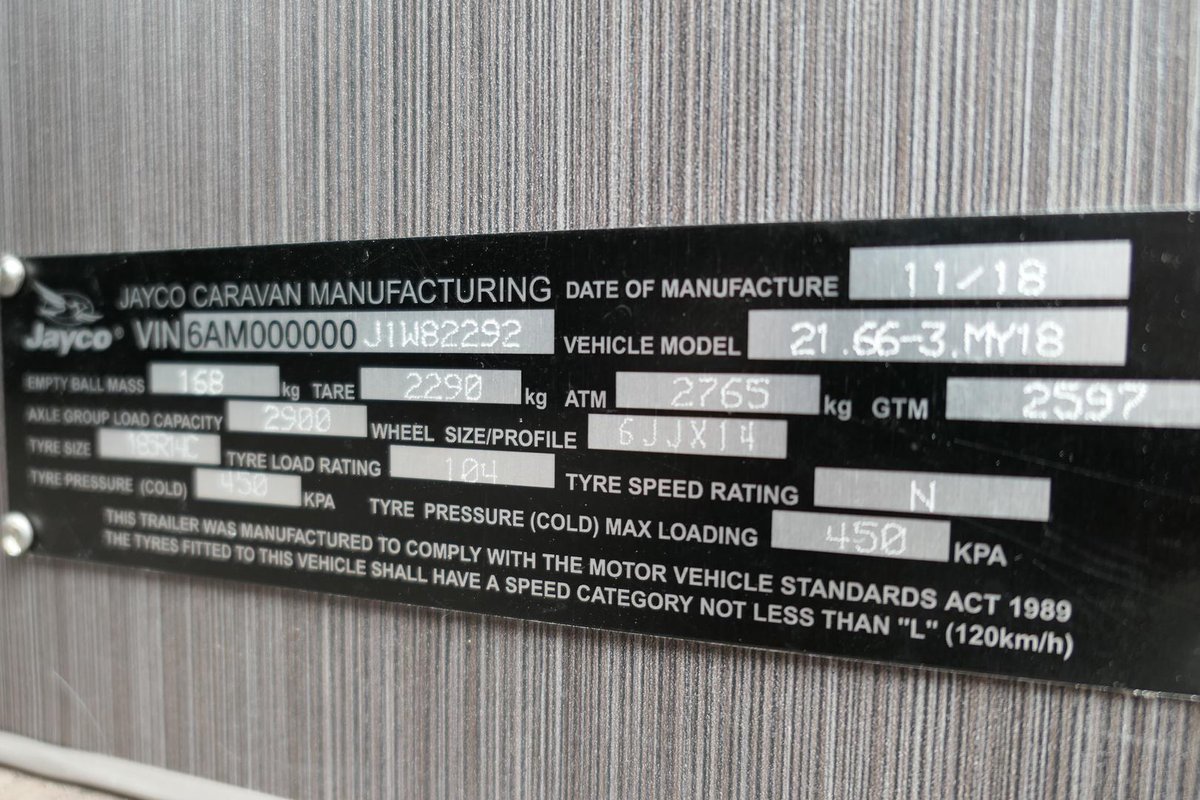 JAYCO CARAVAN MANUFACTURING DATE OF MANUFACTURE 11/18
Jayco® VIN 6AM000000 J1W82292 VEHICLE MODEL 21.66-3.MY18
EMPTY BALL MASS 168 kg TARE 2290 kg ATM 2765 kg GTM 2597
AXLE GROUP LOAD CAPACITY 2900 WHEEL SIZE/PROFILE 6JJX14
TYRE SIZE 185R14C TYRE LOAD RATING 104 TYRE SPEED RATING N
TYRE PRESSURE (COLD) 450 KPA TYRE PRESSURE (COLD) MAX LOADING 450 KPA
THIS TRAILER WAS MANUFACTURED TO COMPLY WITH THE MOTOR VEHICLE STANDARDS ACT 1989
THE TYRES FITTED TO THIS VEHICLE SHALL HAVE A SPEED CATEGORY NOT LESS THAN "L" (120km/h)